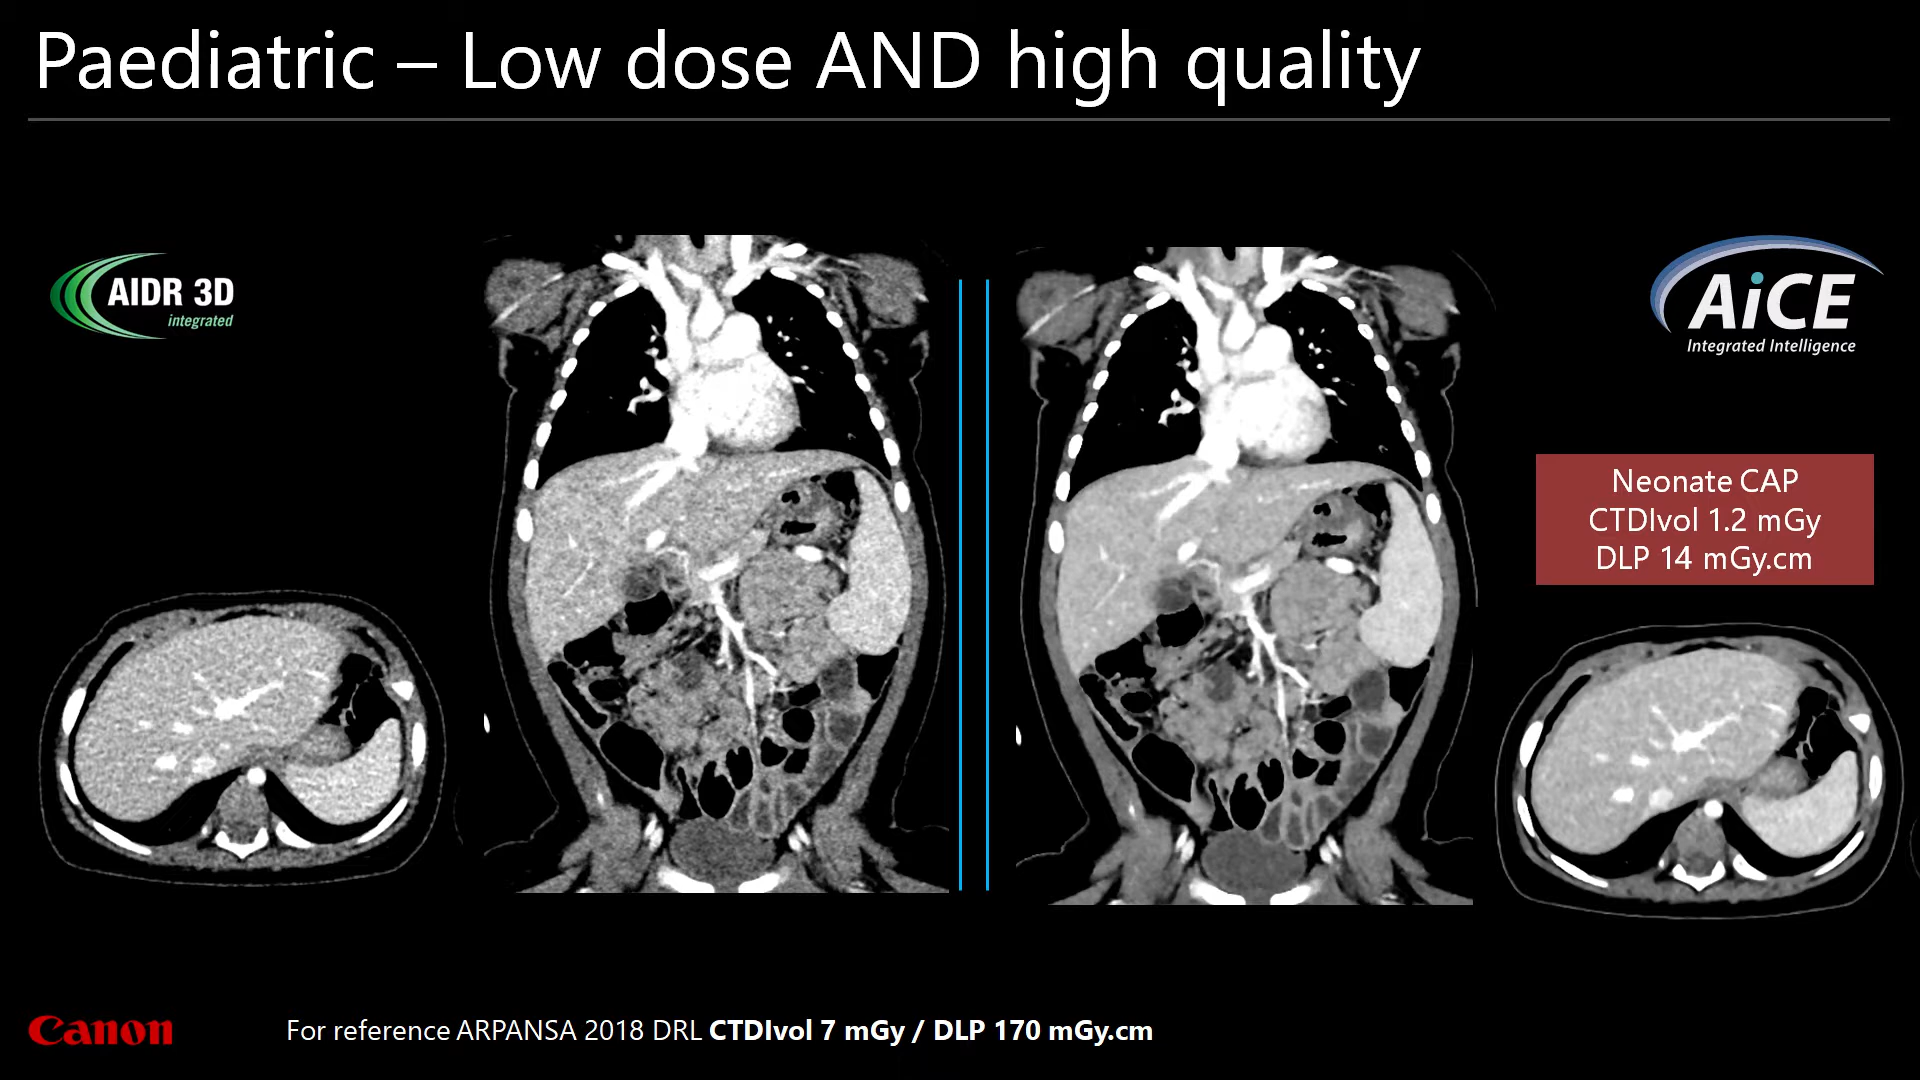 Paediatric – Low dose AND high quality
AIDR 3D
integrated
AiCE
Integrated Intelligence
Neonate CAP
CTDIvol 1.2 mGy
DLP 14 mGy.cm
Canon
For reference ARPANSA 2018 DRL CTDIvol 7 mGy / DLP 170 mGy.cm